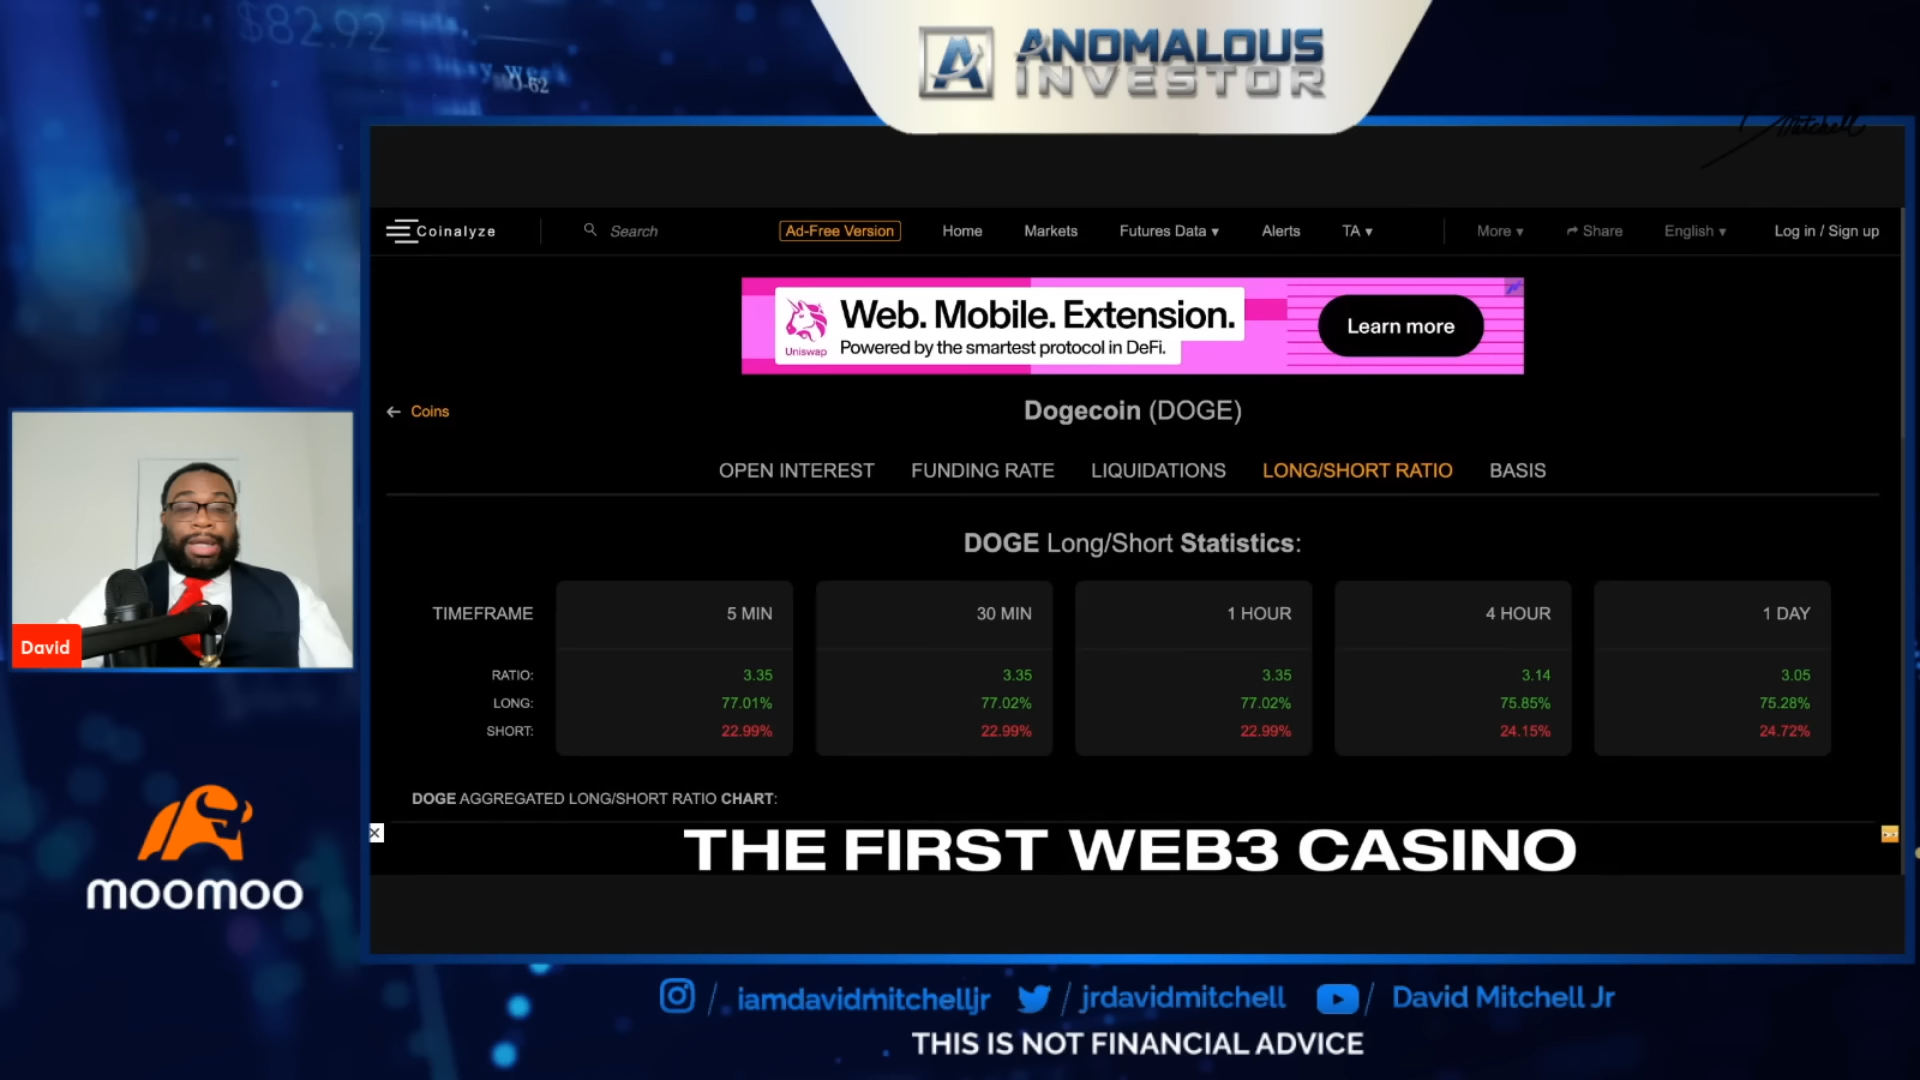 $82.92
ANOMALOUS
INVESTOR
Mitchell
Coinalyze
Search
Ad-Free Version
Home
Markets
Futures Data ▾
Alerts
TA ▾
More ▾
Share
English ▾
Log in / Sign up
Uniswap
Web. Mobile. Extension.
Powered by the smartest protocol in DeFi.
Learn more
← Coins
Dogecoin (DOGE)
OPEN INTEREST FUNDING RATE LIQUIDATIONS LONG/SHORT RATIO BASIS
DOGE Long/Short Statistics:
TIMEFRAME 5 MIN 30 MIN 1 HOUR 4 HOUR 1 DAY
RATIO: 3.35 3.35 3.35 3.14 3.05
LONG: 77.01% 77.02% 77.02% 75.85% 75.28%
SHORT: 22.99% 22.99% 22.99% 24.15% 24.72%
DOGE AGGREGATED LONG/SHORT RATIO CHART:
THE FIRST WEB3 CASINO
David
moomoo
/ iamdavidmitchelljr / jrdavidmitchell / David Mitchell Jr
THIS IS NOT FINANCIAL ADVICE